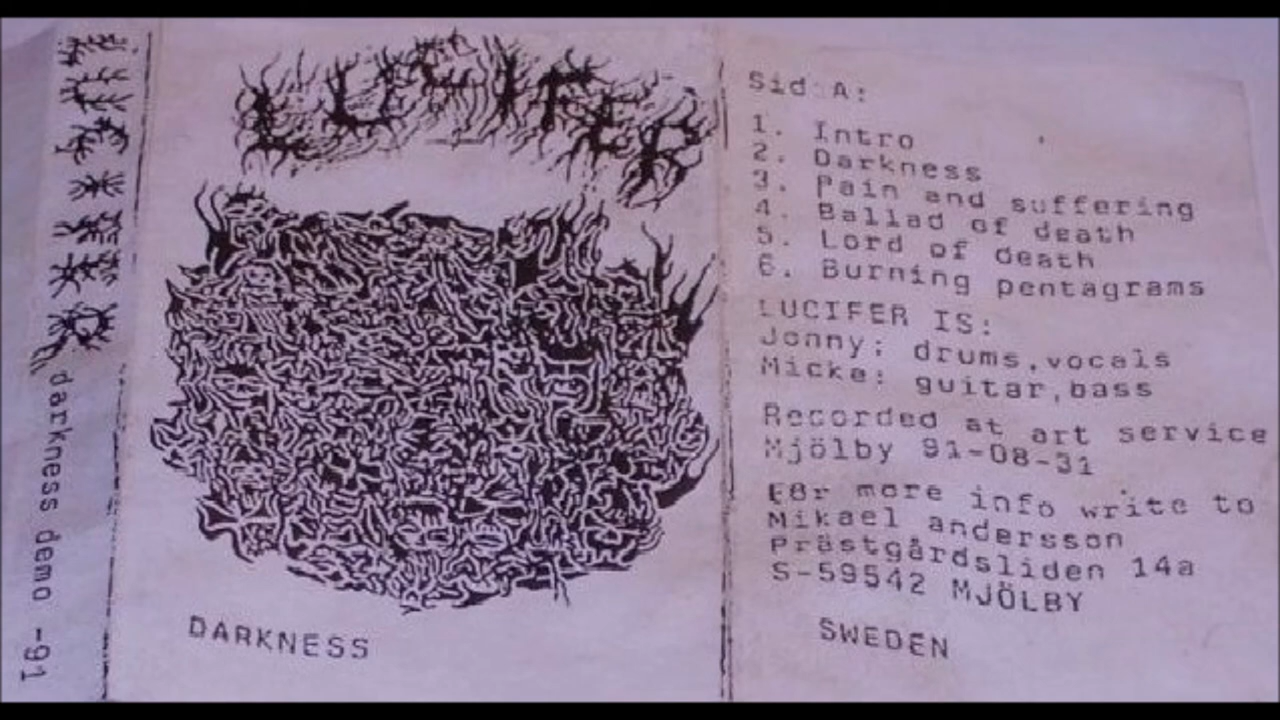 LUCIFER
darkness demo -91
LUCIFER
DARKNESS
Sid A:
1. Intro
2. Darkness
3. Pain and suffering
4. Ballad of death
5. Lord of death
6. Burning pentagrams
LUCIFER IS:
Jonny: drums,vocals
Micke: guitar,bass
Recorded at art service
Mjölby 91-08-31
För more info write to
Mikael andersson
Prästgårdsliden 14a
S-59542 MJÖLBY
SWEDEN